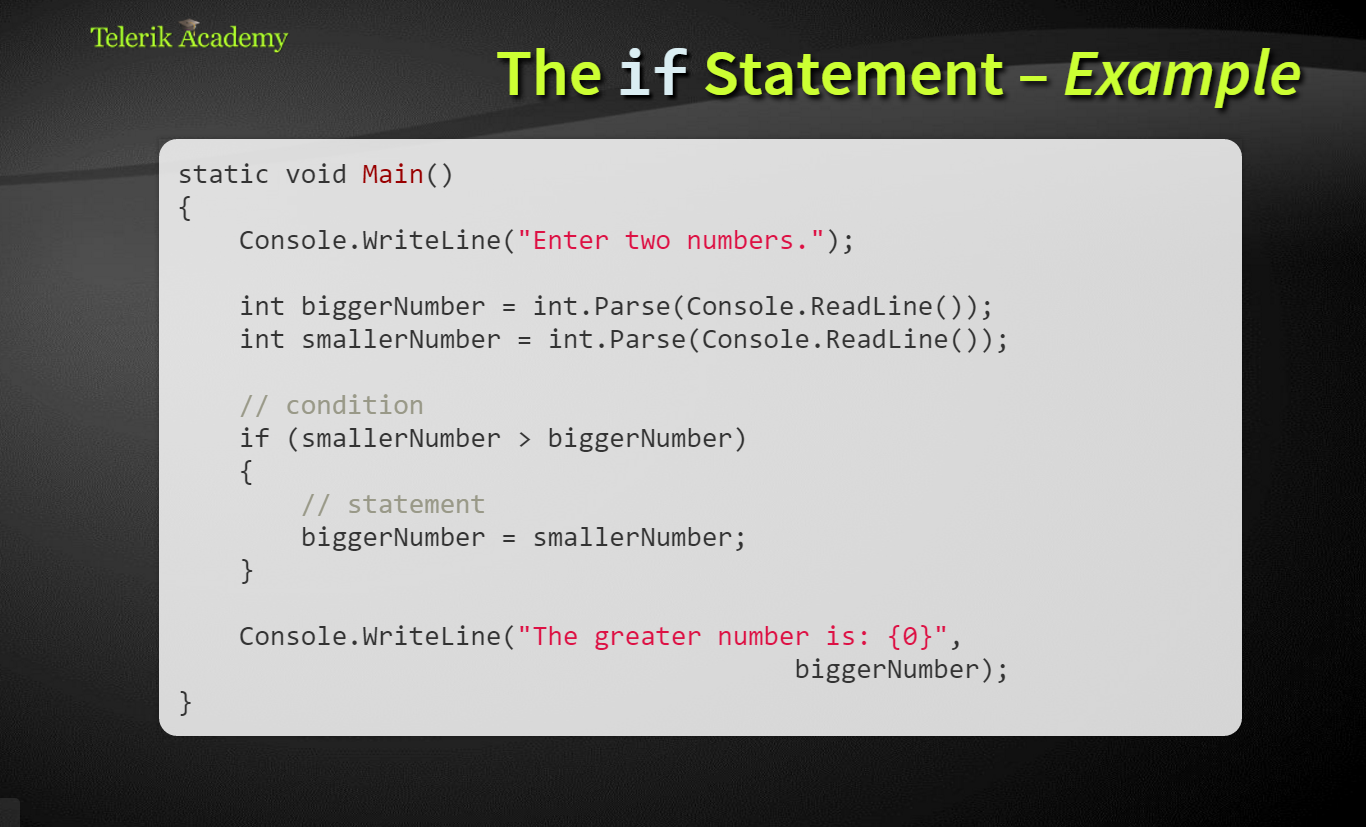 Telerik Academy
The if Statement – Example
static void Main()
{
    Console.WriteLine("Enter two numbers.");
    int biggerNumber = int.Parse(Console.ReadLine());
    int smallerNumber = int.Parse(Console.ReadLine());
    // condition
    if (smallerNumber > biggerNumber)
    {
        // statement
        biggerNumber = smallerNumber;
    }
    Console.WriteLine("The greater number is: {0}",
                                        biggerNumber);
}